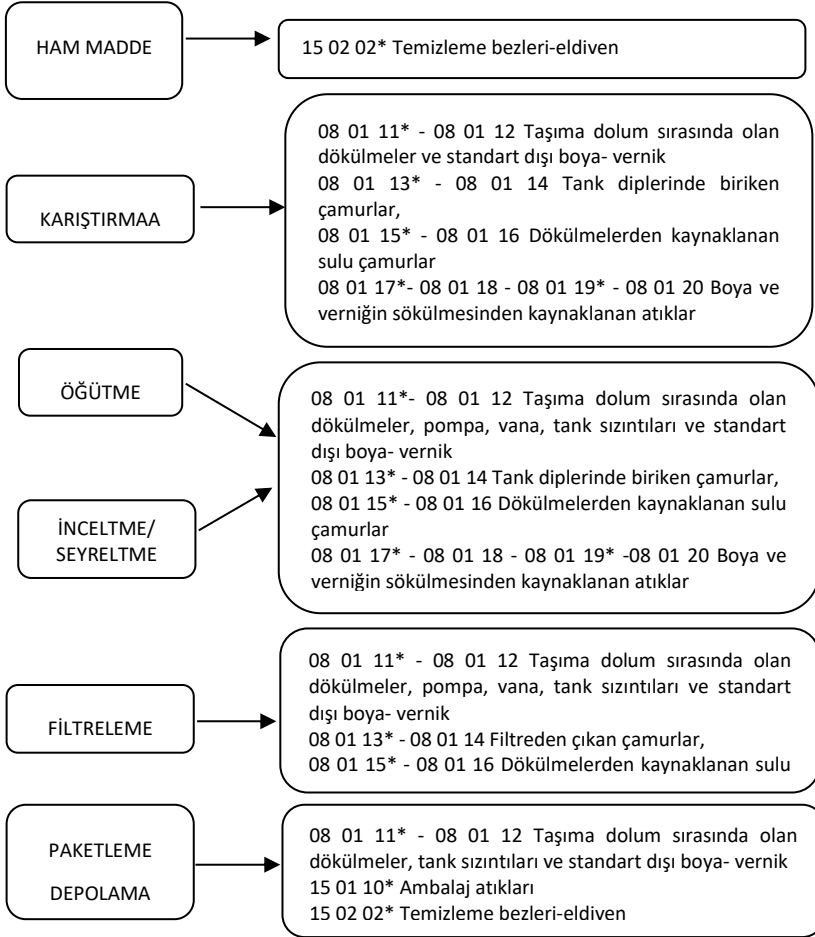 HAM MADDE
15 02 02* Temizleme bezleri-eldiven
KARIŞTIRMAA
08 01 11* - 08 01 12 Taşıma dolum sırasında olan
dökülmeler ve standart dışı boya- vernik
08 01 13* - 08 01 14 Tank diplerinde biriken
çamurlar,
08 01 15* - 08 01 16 Dökülmelerden kaynaklanan
sulu çamurlar
08 01 17*- 08 01 18 - 08 01 19* - 08 01 20 Boya ve
verniğin sökülmesinden kaynaklanan atıklar
ÖĞÜTME
İNCELTME/
SEYRELTME
08 01 11*- 08 01 12 Taşıma dolum sırasında olan
dökülmeler, pompa, vana, tank sızıntıları ve standart
dışı boya- vernik
08 01 13* - 08 01 14 Tank diplerinde biriken çamurlar,
08 01 15* - 08 01 16 Dökülmelerden kaynaklanan sulu
çamurlar
08 01 17* - 08 01 18 - 08 01 19* -08 01 20 Boya ve
verniğin sökülmesinden kaynaklanan atıklar
FİLTRELEME
08 01 11* - 08 01 12 Taşıma dolum sırasında olan
dökülmeler, pompa, vana, tank sızıntıları ve standart
dışı boya- vernik
08 01 13* - 08 01 14 Filtreden çıkan çamurlar,
08 01 15* - 08 01 16 Dökülmelerden kaynaklanan sulu
PAKETLEME
DEPOLAMA
08 01 11* - 08 01 12 Taşıma dolum sırasında olan
dökülmeler, tank sızıntıları ve standart dışı boya- vernik
15 01 10* Ambalaj atıkları
15 02 02* Temizleme bezleri-eldiven